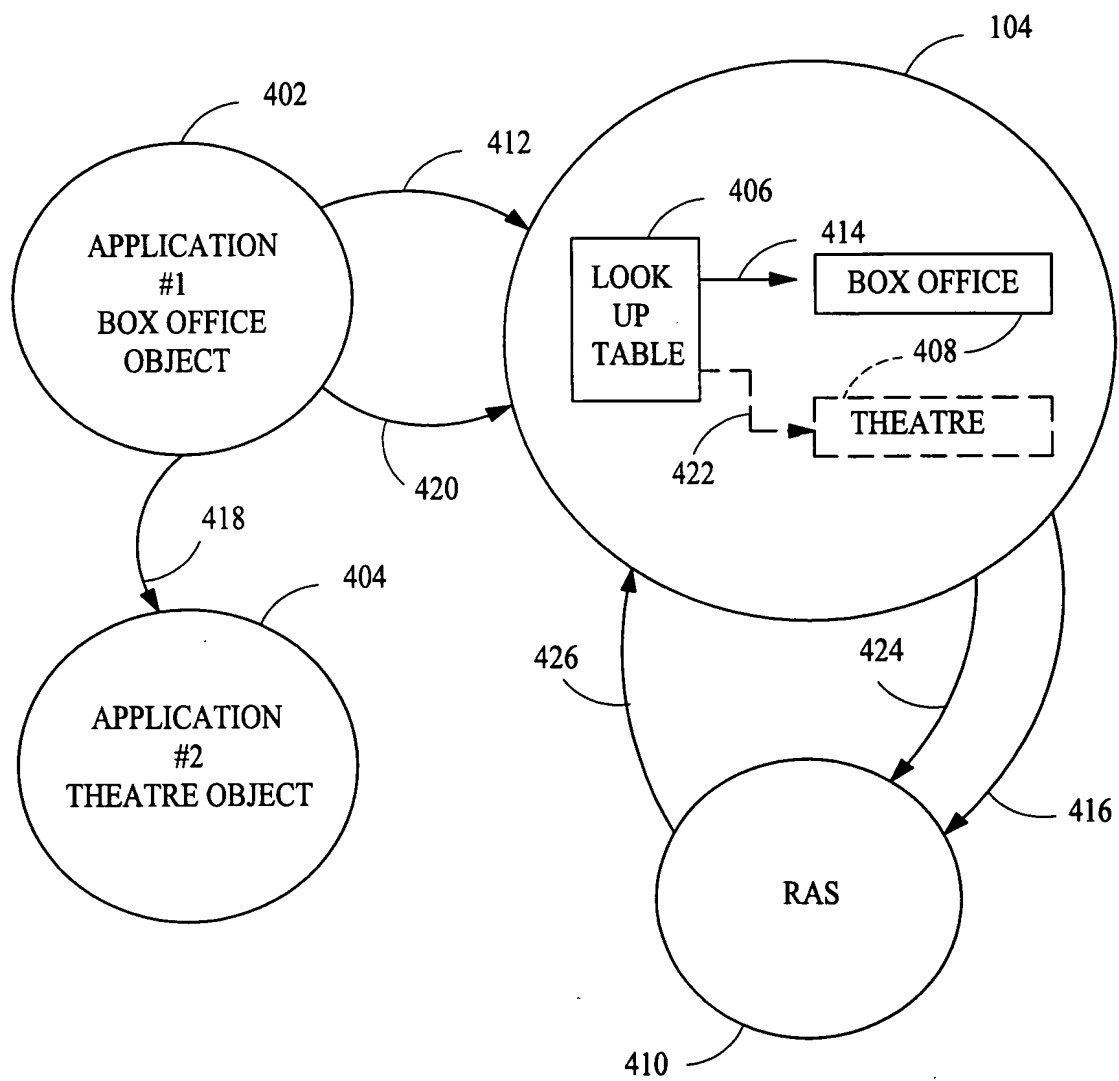 104
402
412
406
414
APPLICATION
#1
BOX OFFICE
OBJECT
LOOK
UP
TABLE
BOX OFFICE
408
THEATRE
422
420
418
404
426
424
APPLICATION
#2
THEATRE OBJECT
416
RAS
410